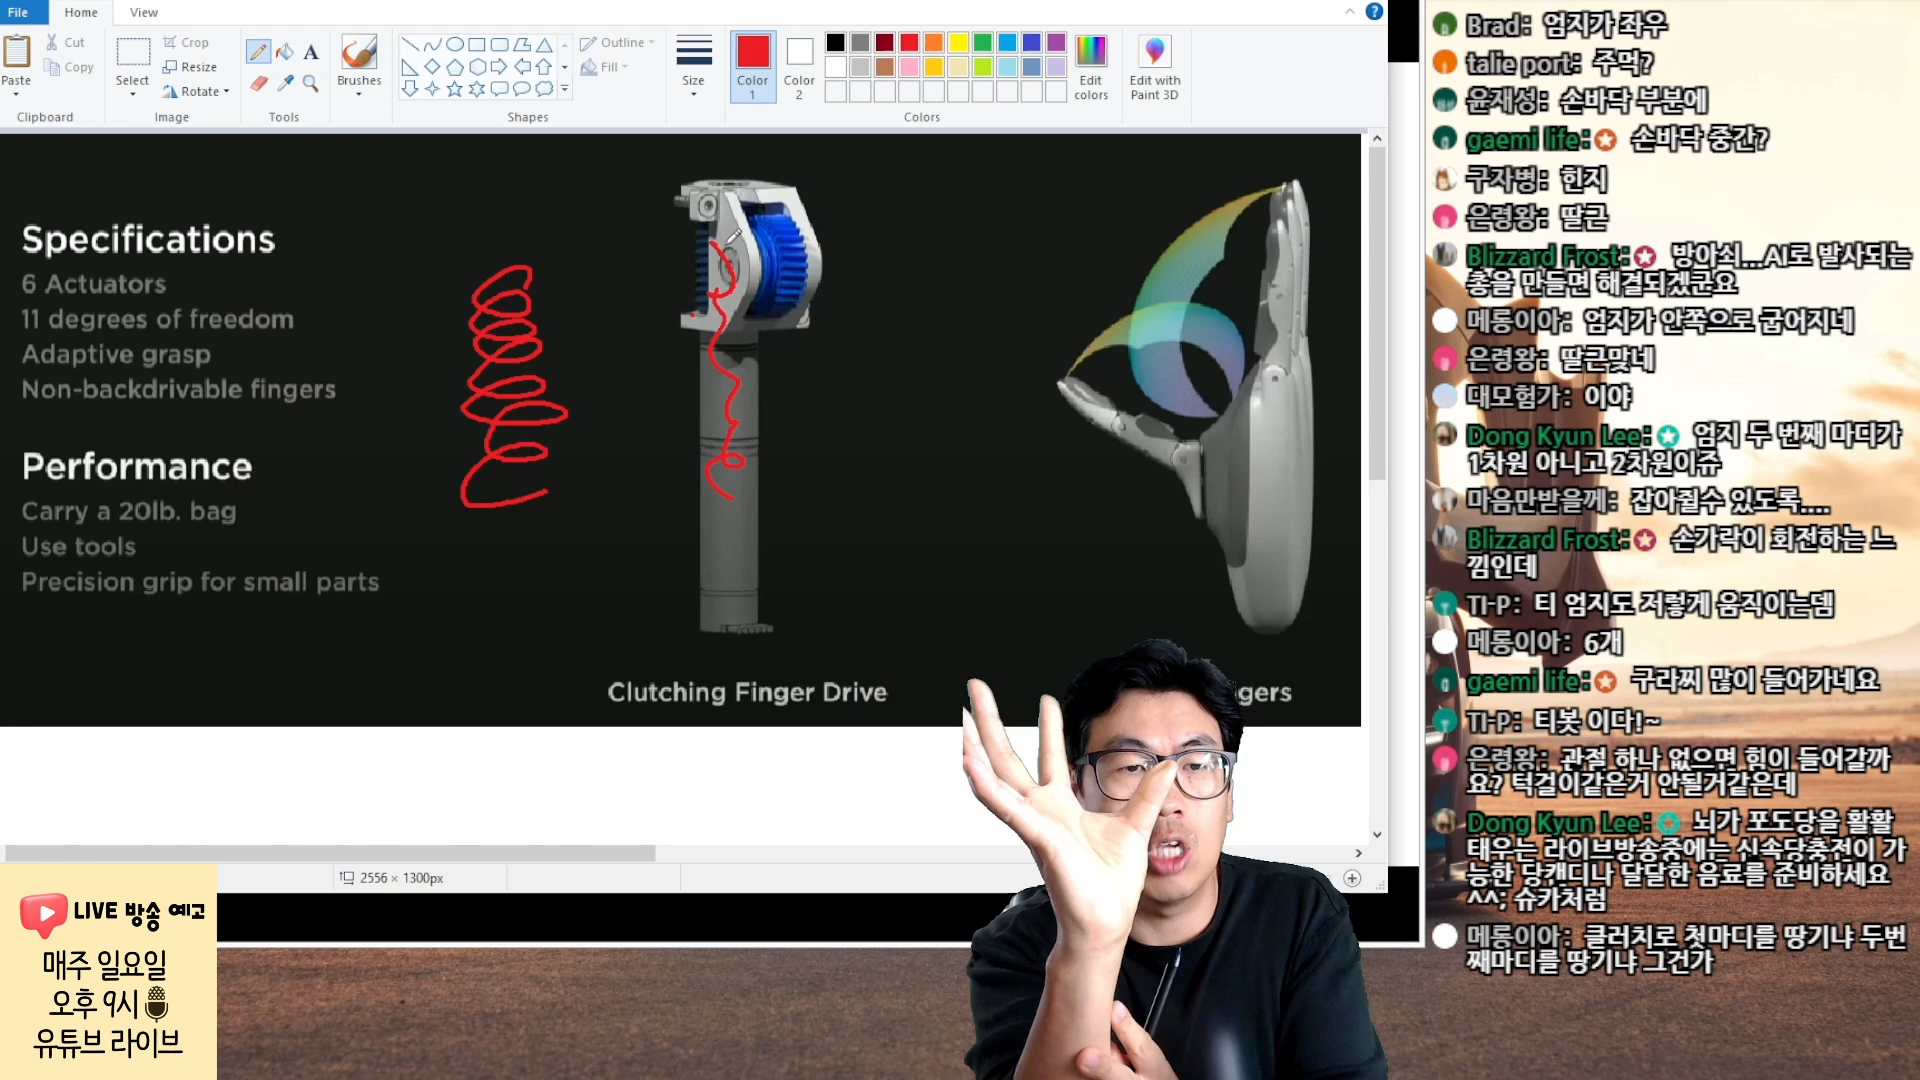 File
Home
View
Paste
Cut
Copy
Clipboard
Select
Crop
Resize
Rotate
Image
Tools
Brushes
Shapes
Outline
Fill
Size
Color 1
Color 2
Colors
Edit colors
Edit with Paint 3D
Specifications
6 Actuators
11 degrees of freedom
Adaptive grasp
Non-backdrivable fingers
Performance
Carry a 20lb. bag
Use tools
Precision grip for small parts
Clutching Finger Drive
gers
2556 × 1300px
LIVE 방송 예고
매주 일요일
오후 9시
유튜브 라이브
Brad: 엄지가 좌우
talie port: 주먹?
윤재성: 손바닥 부분에
gaemi life: 손바닥 중간?
구자명: 힌지
은령왕: 딸근
Blizzard Frost: 방아쇠...AI로 발사되는
총을 만들면 해결되겠군요
메롱이아: 엄지가 안쪽으로 굽어지네
은령왕: 딸근맞네
대모험가: 이야
Dong Kyun Lee: 엄지 두 번째 마디가
1차원 아니고 2차원이쥬
마음만받을께: 잡아줠수 있도록....
Blizzard Frost: 손가락이 회전하는 느
낌인데
TI-P: 티 엄지도 저렇게 움직이는뎀
메롱이아: 6개
gaemi life: 구라찌 많이 들어가네요
TI-P: 티봇 이다!~
은령왕: 관절 하나 없으면 힘이 들어갈까
요? 턱걸이같은거 안될거같은데
Dong Kyun Lee: 뇌가 포도당을 활활
태우는 라이브방송중에는 신속당충전이 가
능한 당캔디나 달달한 음료를 준비하세요
^^; 슈카처럼
메롱이아: 클러치로 첫마디를 땅기냐 두번
째마디를 땅기냐 그건가